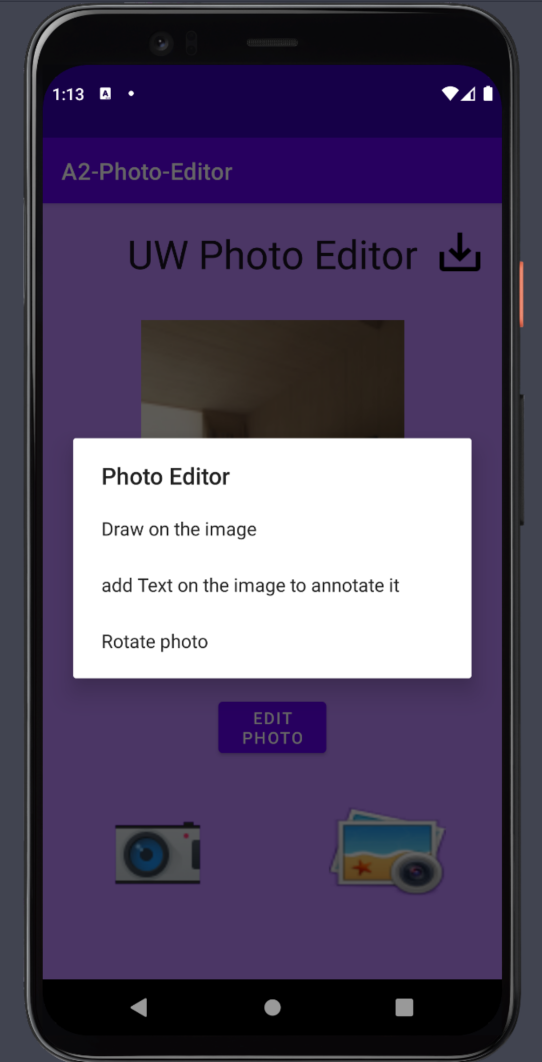 1:13
A2-Photo-Editor
UW Photo Editor
Photo Editor
Draw on the image
add Text on the image to annotate it
Rotate photo
EDIT
PHOTO